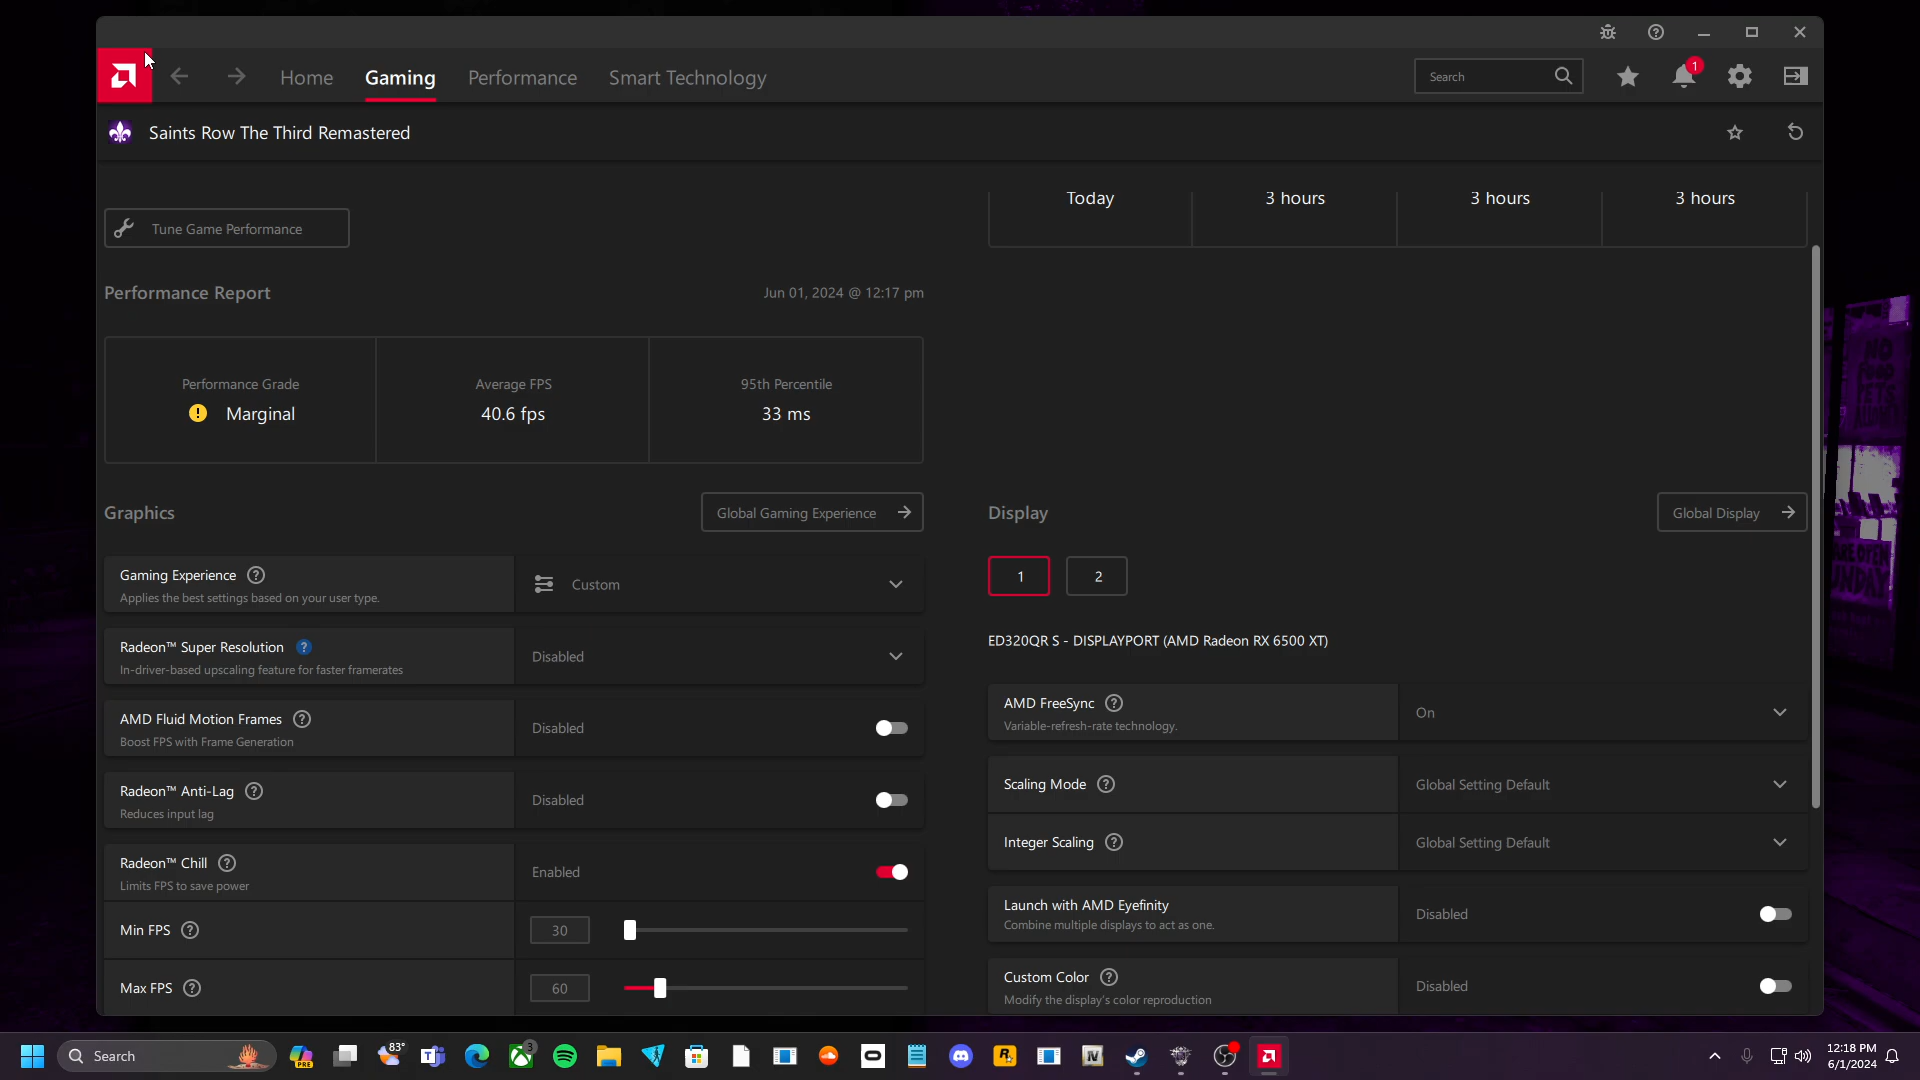 Home
Gaming
Performance
Smart Technology
Search
1
Saints Row The Third Remastered
Today
3 hours
3 hours
3 hours
Tune Game Performance
Performance Report
Jun 01, 2024 @ 12:17 pm
Performance Grade
Marginal
Average FPS
40.6 fps
95th Percentile
33 ms
Graphics
Global Gaming Experience
Gaming Experience
Applies the best settings based on your user type.
Custom
Radeon™ Super Resolution
In-driver-based upscaling feature for faster framerates
Disabled
AMD Fluid Motion Frames
Boost FPS with Frame Generation
Disabled
Radeon™ Anti-Lag
Reduces input lag
Disabled
Radeon™ Chill
Limits FPS to save power
Enabled
Min FPS
30
Max FPS
60
Display
Global Display
1
2
ED320QR S - DISPLAYPORT (AMD Radeon RX 6500 XT)
AMD FreeSync
Variable-refresh-rate technology.
On
Scaling Mode
Global Setting Default
Integer Scaling
Global Setting Default
Launch with AMD Eyefinity
Combine multiple displays to act as one.
Disabled
Custom Color
Modify the display's color reproduction
Disabled
Search
PRE
83°
3
IV
12:18 PM
6/1/2024